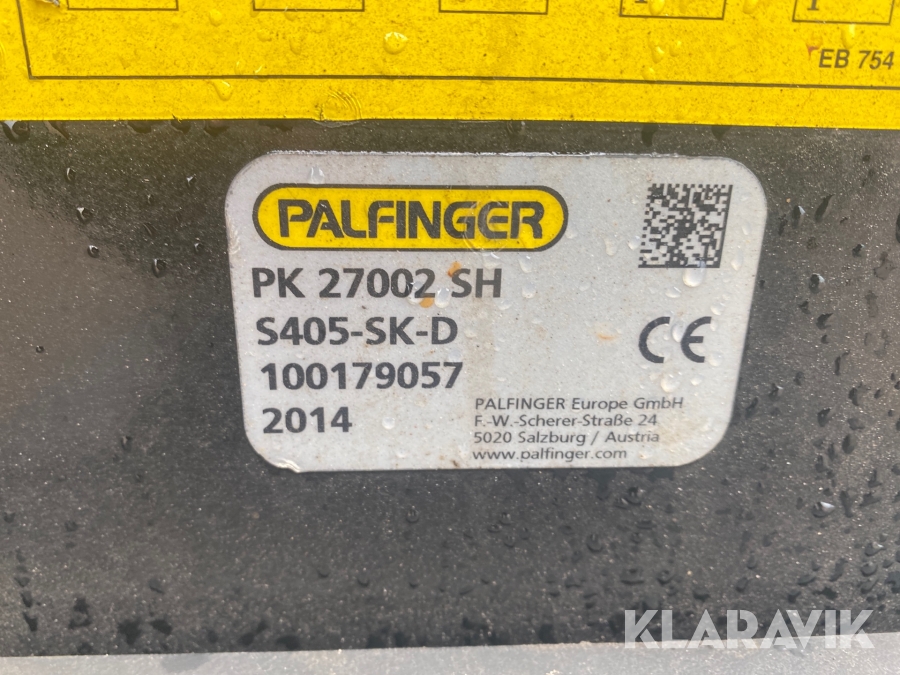 EB 754
PALFINGER
PK 27002 SH
S405-SK-D
100179057
2014
CE
PALFINGER Europe GmbH
F.-W.-Scherer-Straße 24
5020 Salzburg / Austria
www.palfinger.com
KLARAVIK